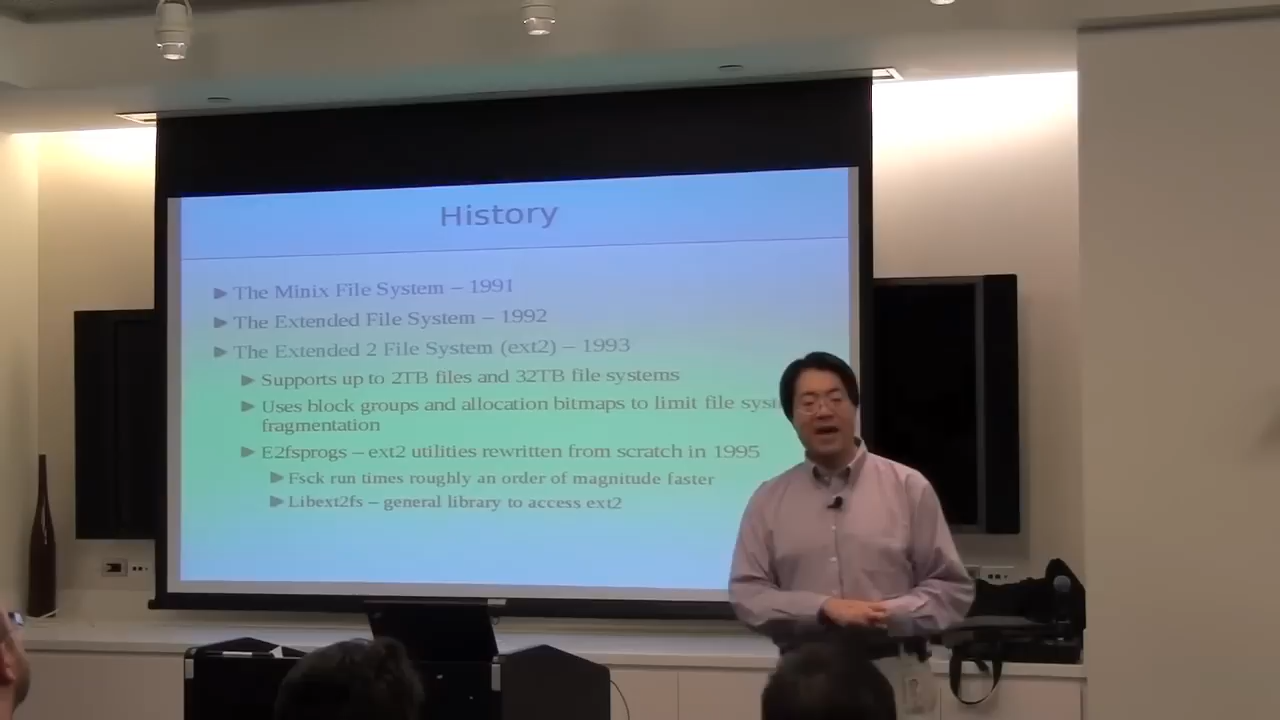 History
The Minix File System – 1991
The Extended File System – 1992
The Extended 2 File System (ext2) – 1993
Supports up to 2TB files and 32TB file systems
Uses block groups and allocation bitmaps to limit file syst
fragmentation
E2fsprogs – ext2 utilities rewritten from scratch in 1995
Fsck run times roughly an order of magnitude faster
Libext2fs – general library to access ext2